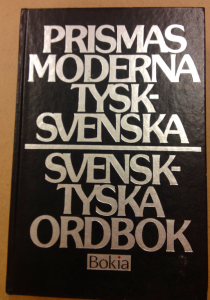 PRISMAS
MODERNA
TYSK-
SVENSKA
SVENSK-
TYSKA
ORDBOK
Bokia